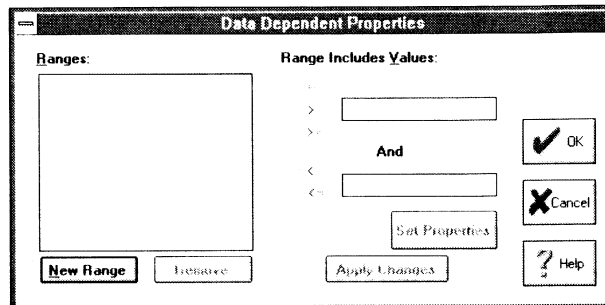 Data Dependent Properties
Ranges:
Range Includes Values:
=
>
>=
And
<
<=
OK
Cancel
Set Properties
? Help
New Range
Remove
Apply Changes